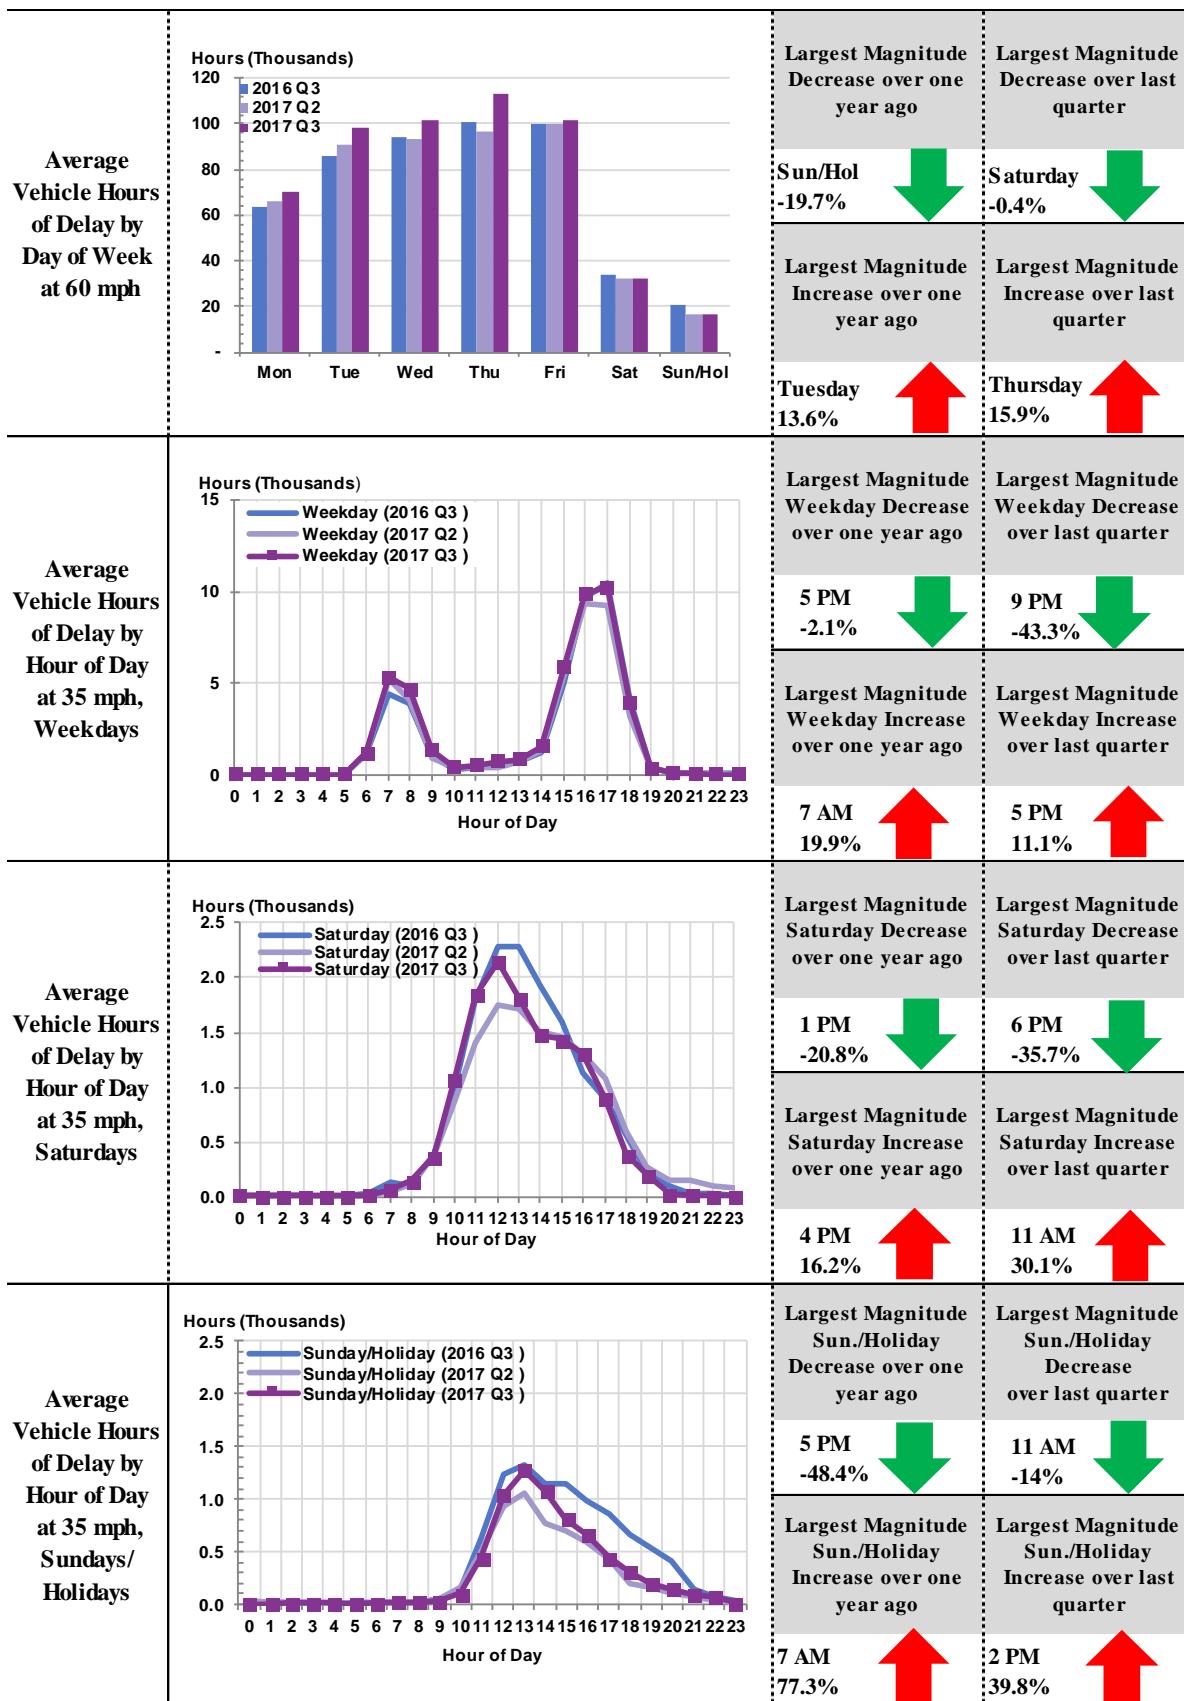 Average
Vehicle Hours
of Delay by
Day of Week
at 60 mph
Hours (Thousands)
120
100
80
60
40
20
-
2016 Q3
2017 Q2
2017 Q3
Mon Tue Wed Thu Fri Sat Sun/Hol
Largest Magnitude
Decrease over one
year ago
Sun/Hol
-19.7%
Largest Magnitude
Decrease over last
quarter
Saturday
-0.4%
Largest Magnitude
Increase over one
year ago
Tuesday
13.6%
Largest Magnitude
Increase over last
quarter
Thursday
15.9%
Average
Vehicle Hours
of Delay by
Hour of Day
at 35 mph,
Weekdays
Hours (Thousands)
15
10
5
0
Weekday (2016 Q3 )
Weekday (2017 Q2 )
Weekday (2017 Q3 )
0 1 2 3 4 5 6 7 8 9 10 11 12 13 14 15 16 17 18 19 20 21 22 23
Hour of Day
Largest Magnitude
Weekday Decrease
over one year ago
5 PM
-2.1%
Largest Magnitude
Weekday Decrease
over last quarter
9 PM
-43.3%
Largest Magnitude
Weekday Increase
over one year ago
7 AM
19.9%
Largest Magnitude
Weekday Increase
over last quarter
5 PM
11.1%
Average
Vehicle Hours
of Delay by
Hour of Day
at 35 mph,
Saturdays
Hours (Thousands)
2.5
2.0
1.5
1.0
0.5
0.0
Saturday (2016 Q3 )
Saturday (2017 Q2 )
Saturday (2017 Q3 )
0 1 2 3 4 5 6 7 8 9 10 11 12 13 14 15 16 17 18 19 20 21 22 23
Hour of Day
Largest Magnitude
Saturday Decrease
over one year ago
1 PM
-20.8%
Largest Magnitude
Saturday Decrease
over last quarter
6 PM
-35.7%
Largest Magnitude
Saturday Increase
over one year ago
4 PM
16.2%
Largest Magnitude
Saturday Increase
over last quarter
11 AM
30.1%
Average
Vehicle Hours
of Delay by
Hour of Day
at 35 mph,
Sundays/
Holidays
Hours (Thousands)
2.5
2.0
1.5
1.0
0.5
0.0
Sunday/Holiday (2016 Q3 )
Sunday/Holiday (2017 Q2 )
Sunday/Holiday (2017 Q3 )
0 1 2 3 4 5 6 7 8 9 10 11 12 13 14 15 16 17 18 19 20 21 22 23
Hour of Day
Largest Magnitude
Sun./Holiday
Decrease over one
year ago
5 PM
-48.4%
Largest Magnitude
Sun./Holiday
Decrease
over last quarter
11 AM
-14%
Largest Magnitude
Sun./Holiday
Increase over one
year ago
7 AM
77.3%
Largest Magnitude
Sun./Holiday
Increase over last
quarter
2 PM
39.8%